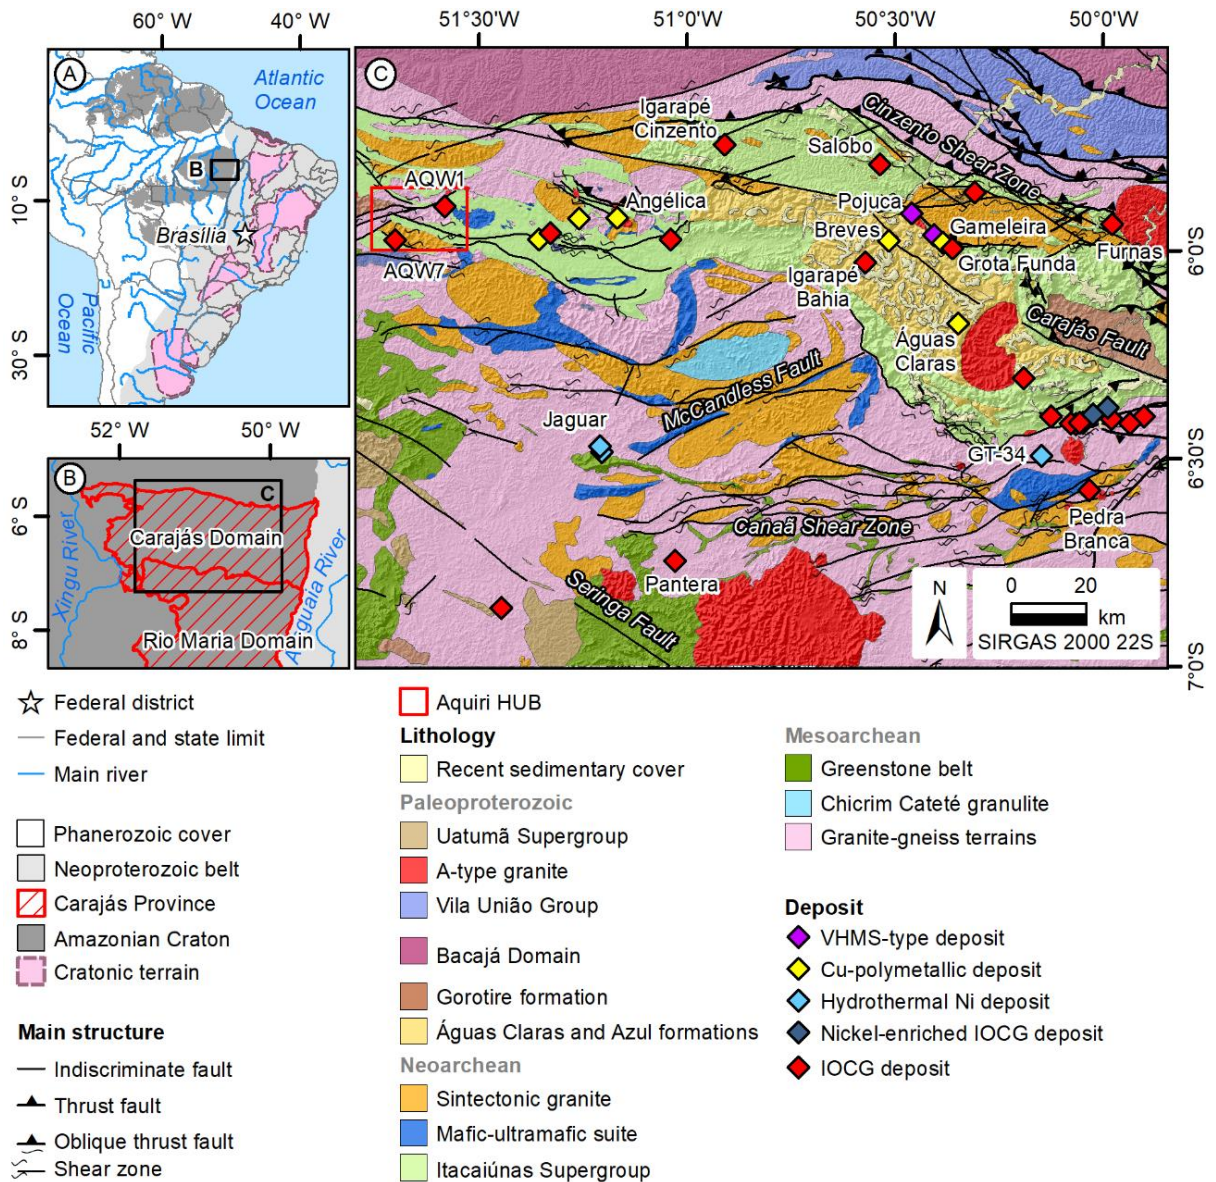 60° W
40° W
51°30'W
51°0'W
50°30'W
50°0'W
A
Atlantic
Ocean
B
10° S
Brasília
Pacific
Ocean
30° S
52° W
50° W
B
C
6° S
Carajás Domain
Xingu River
Araguaia River
Rio Maria Domain
8° S
C
Igarapé
Cinzento
Salobo
Cinzento Shear Zone
AQW1
Angélica
Pojuca
Breves
Gameleira
Furnas
6°0'S
AQW7
Grota Funda
Igarapé
Bahia
Carajás Fault
Águas
Claras
McCandless Fault
Jaguar
GT-34
6°30'S
Canaã Shear Zone
Pedra
Branca
Pantera
Seringa Fault
N
0
20
km
SIRGAS 2000 22S
7°0'S
Federal district
Federal and state limit
Main river
Phanerozoic cover
Neoproterozoic belt
Carajás Province
Amazonian Craton
Cratonic terrain
Main structure
Indiscriminate fault
Thrust fault
Oblique thrust fault
Shear zone
Aquiri HUB
Lithology
Recent sedimentary cover
Paleoproterozoic
Uatumã Supergroup
A-type granite
Vila União Group
Bacajá Domain
Gorotire formation
Águas Claras and Azul formations
Neoarchean
Sintectonic granite
Mafic-ultramafic suite
Itacaiúnas Supergroup
Mesoarchean
Greenstone belt
Chicrim Cateté granulite
Granite-gneiss terrains
Deposit
VHMS-type deposit
Cu-polymetallic deposit
Hydrothermal Ni deposit
Nickel-enriched IOCG deposit
IOCG deposit